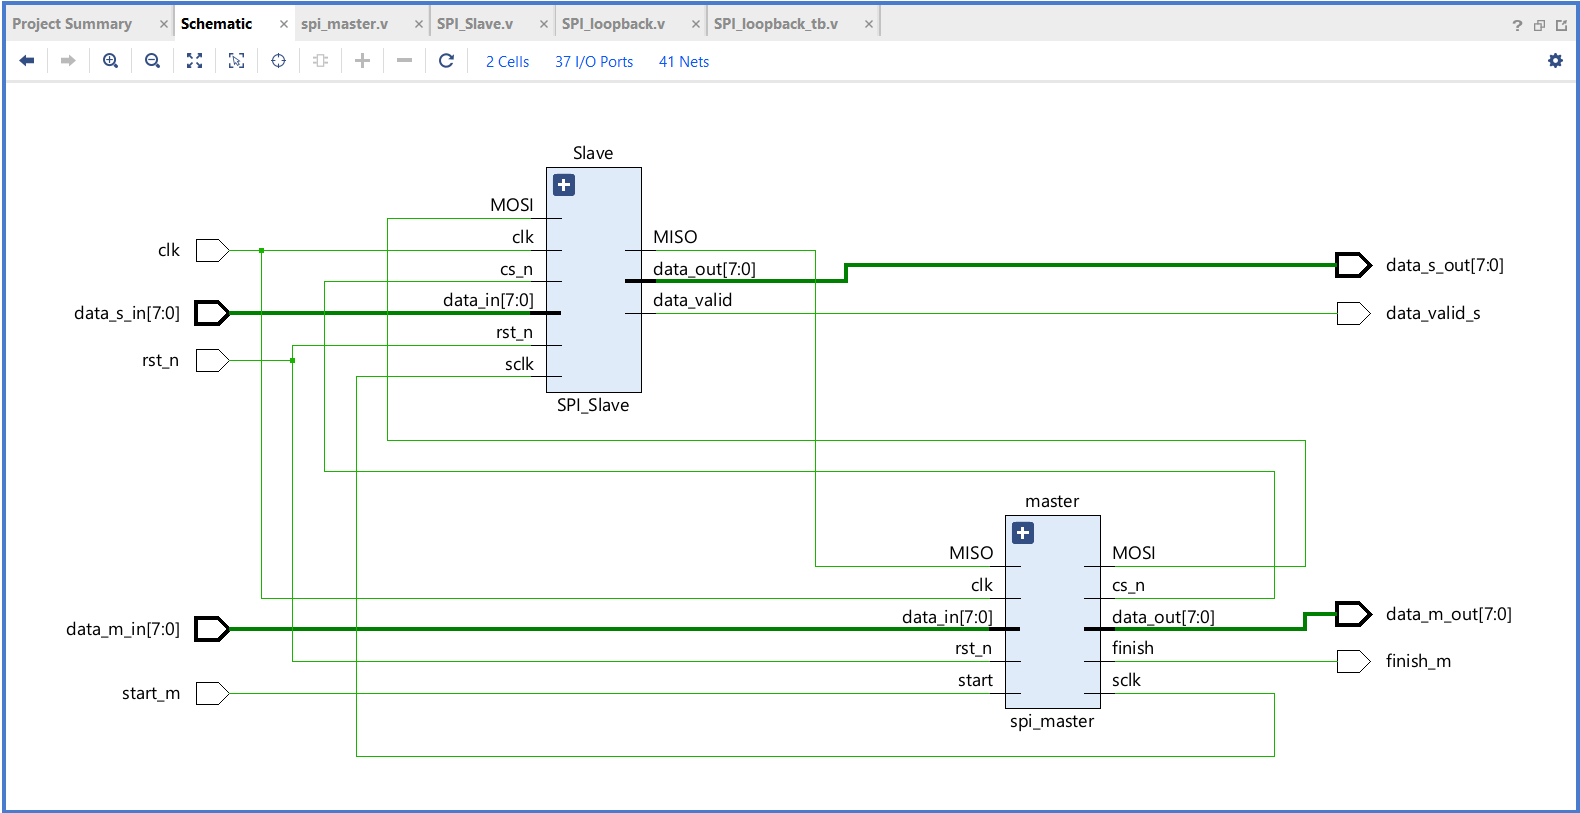 Project Summary × Schematic × spi_master.v × SPI_Slave.v × SPI_loopback.v × SPI_loopback_tb.v × ?
2 Cells 37 I/O Ports 41 Nets
Slave
MOSI
clk
cs_n
data_in[7:0]
rst_n
sclk
MISO
data_out[7:0]
data_valid
SPI_Slave
clk
data_s_in[7:0]
rst_n
data_s_out[7:0]
data_valid_s
master
MISO
clk
data_in[7:0]
rst_n
start
MOSI
cs_n
data_out[7:0]
finish
sclk
spi_master
data_m_in[7:0]
start_m
data_m_out[7:0]
finish_m